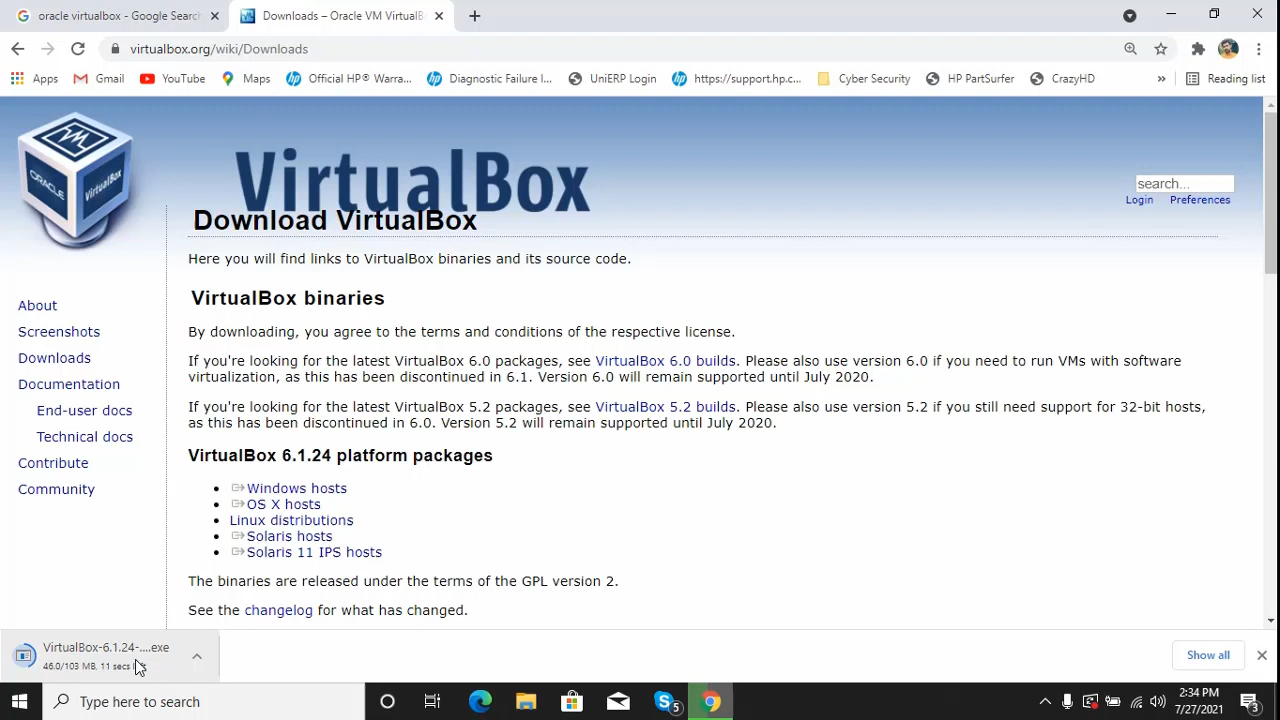 oracle virtualbox - Google Search
Downloads – Oracle VM VirtualB
virtualbox.org/wiki/Downloads
Apps
Gmail
YouTube
Maps
Official HP® Warra...
Diagnostic Failure I...
UniERP Login
https://support.hp.c...
Cyber Security
HP PartSurfer
CrazyHD
»
Reading list
ORACLE
VirtualBox
VirtualBox
search...
Login
Preferences
Download VirtualBox
Here you will find links to VirtualBox binaries and its source code.
About
Screenshots
Downloads
Documentation
End-user docs
Technical docs
Contribute
Community
VirtualBox binaries
By downloading, you agree to the terms and conditions of the respective license.
If you're looking for the latest VirtualBox 6.0 packages, see VirtualBox 6.0 builds. Please also use version 6.0 if you need to run VMs with software
virtualization, as this has been discontinued in 6.1. Version 6.0 will remain supported until July 2020.
If you're looking for the latest VirtualBox 5.2 packages, see VirtualBox 5.2 builds. Please also use version 5.2 if you still need support for 32-bit hosts,
as this has been discontinued in 6.0. Version 5.2 will remain supported until July 2020.
VirtualBox 6.1.24 platform packages
Windows hosts
OS X hosts
Linux distributions
Solaris hosts
Solaris 11 IPS hosts
The binaries are released under the terms of the GPL version 2.
See the changelog for what has changed.
VirtualBox-6.1.24-....exe
46.0/103 MB, 11 secs
Show all
Type here to search
5
2:34 PM
7/27/2021
3